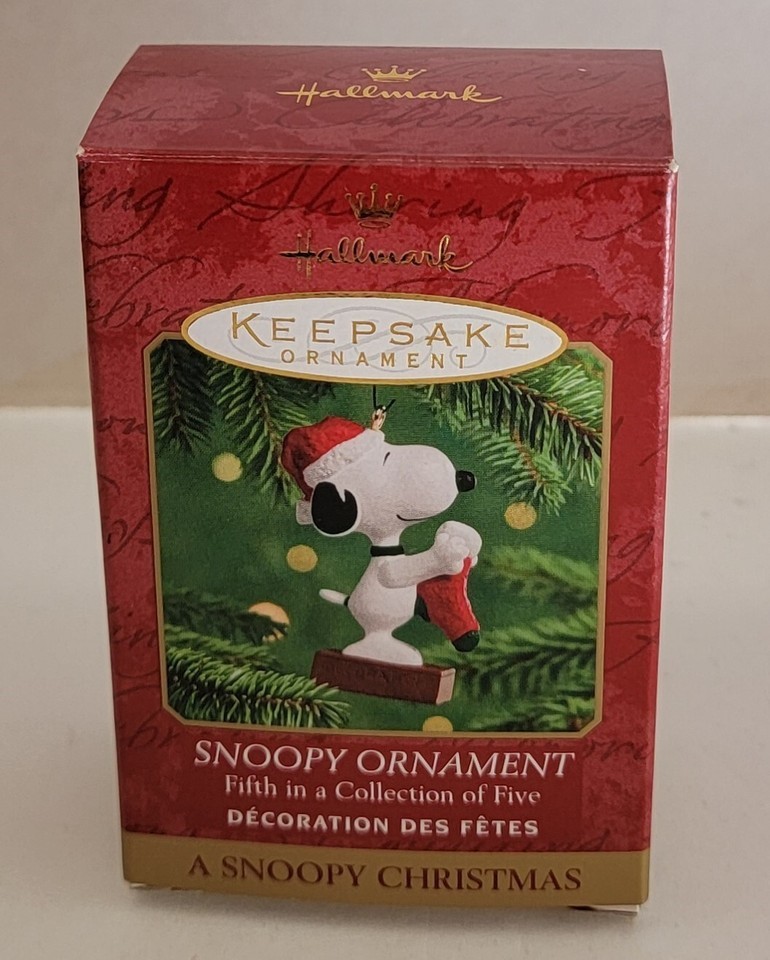 Hallmark
Hallmark
KEEPSAKE
ORNAMENT
SNOOPY ORNAMENT
Fifth in a Collection of Five
DÉCORATION DES FÊTES
A SNOOPY CHRISTMAS